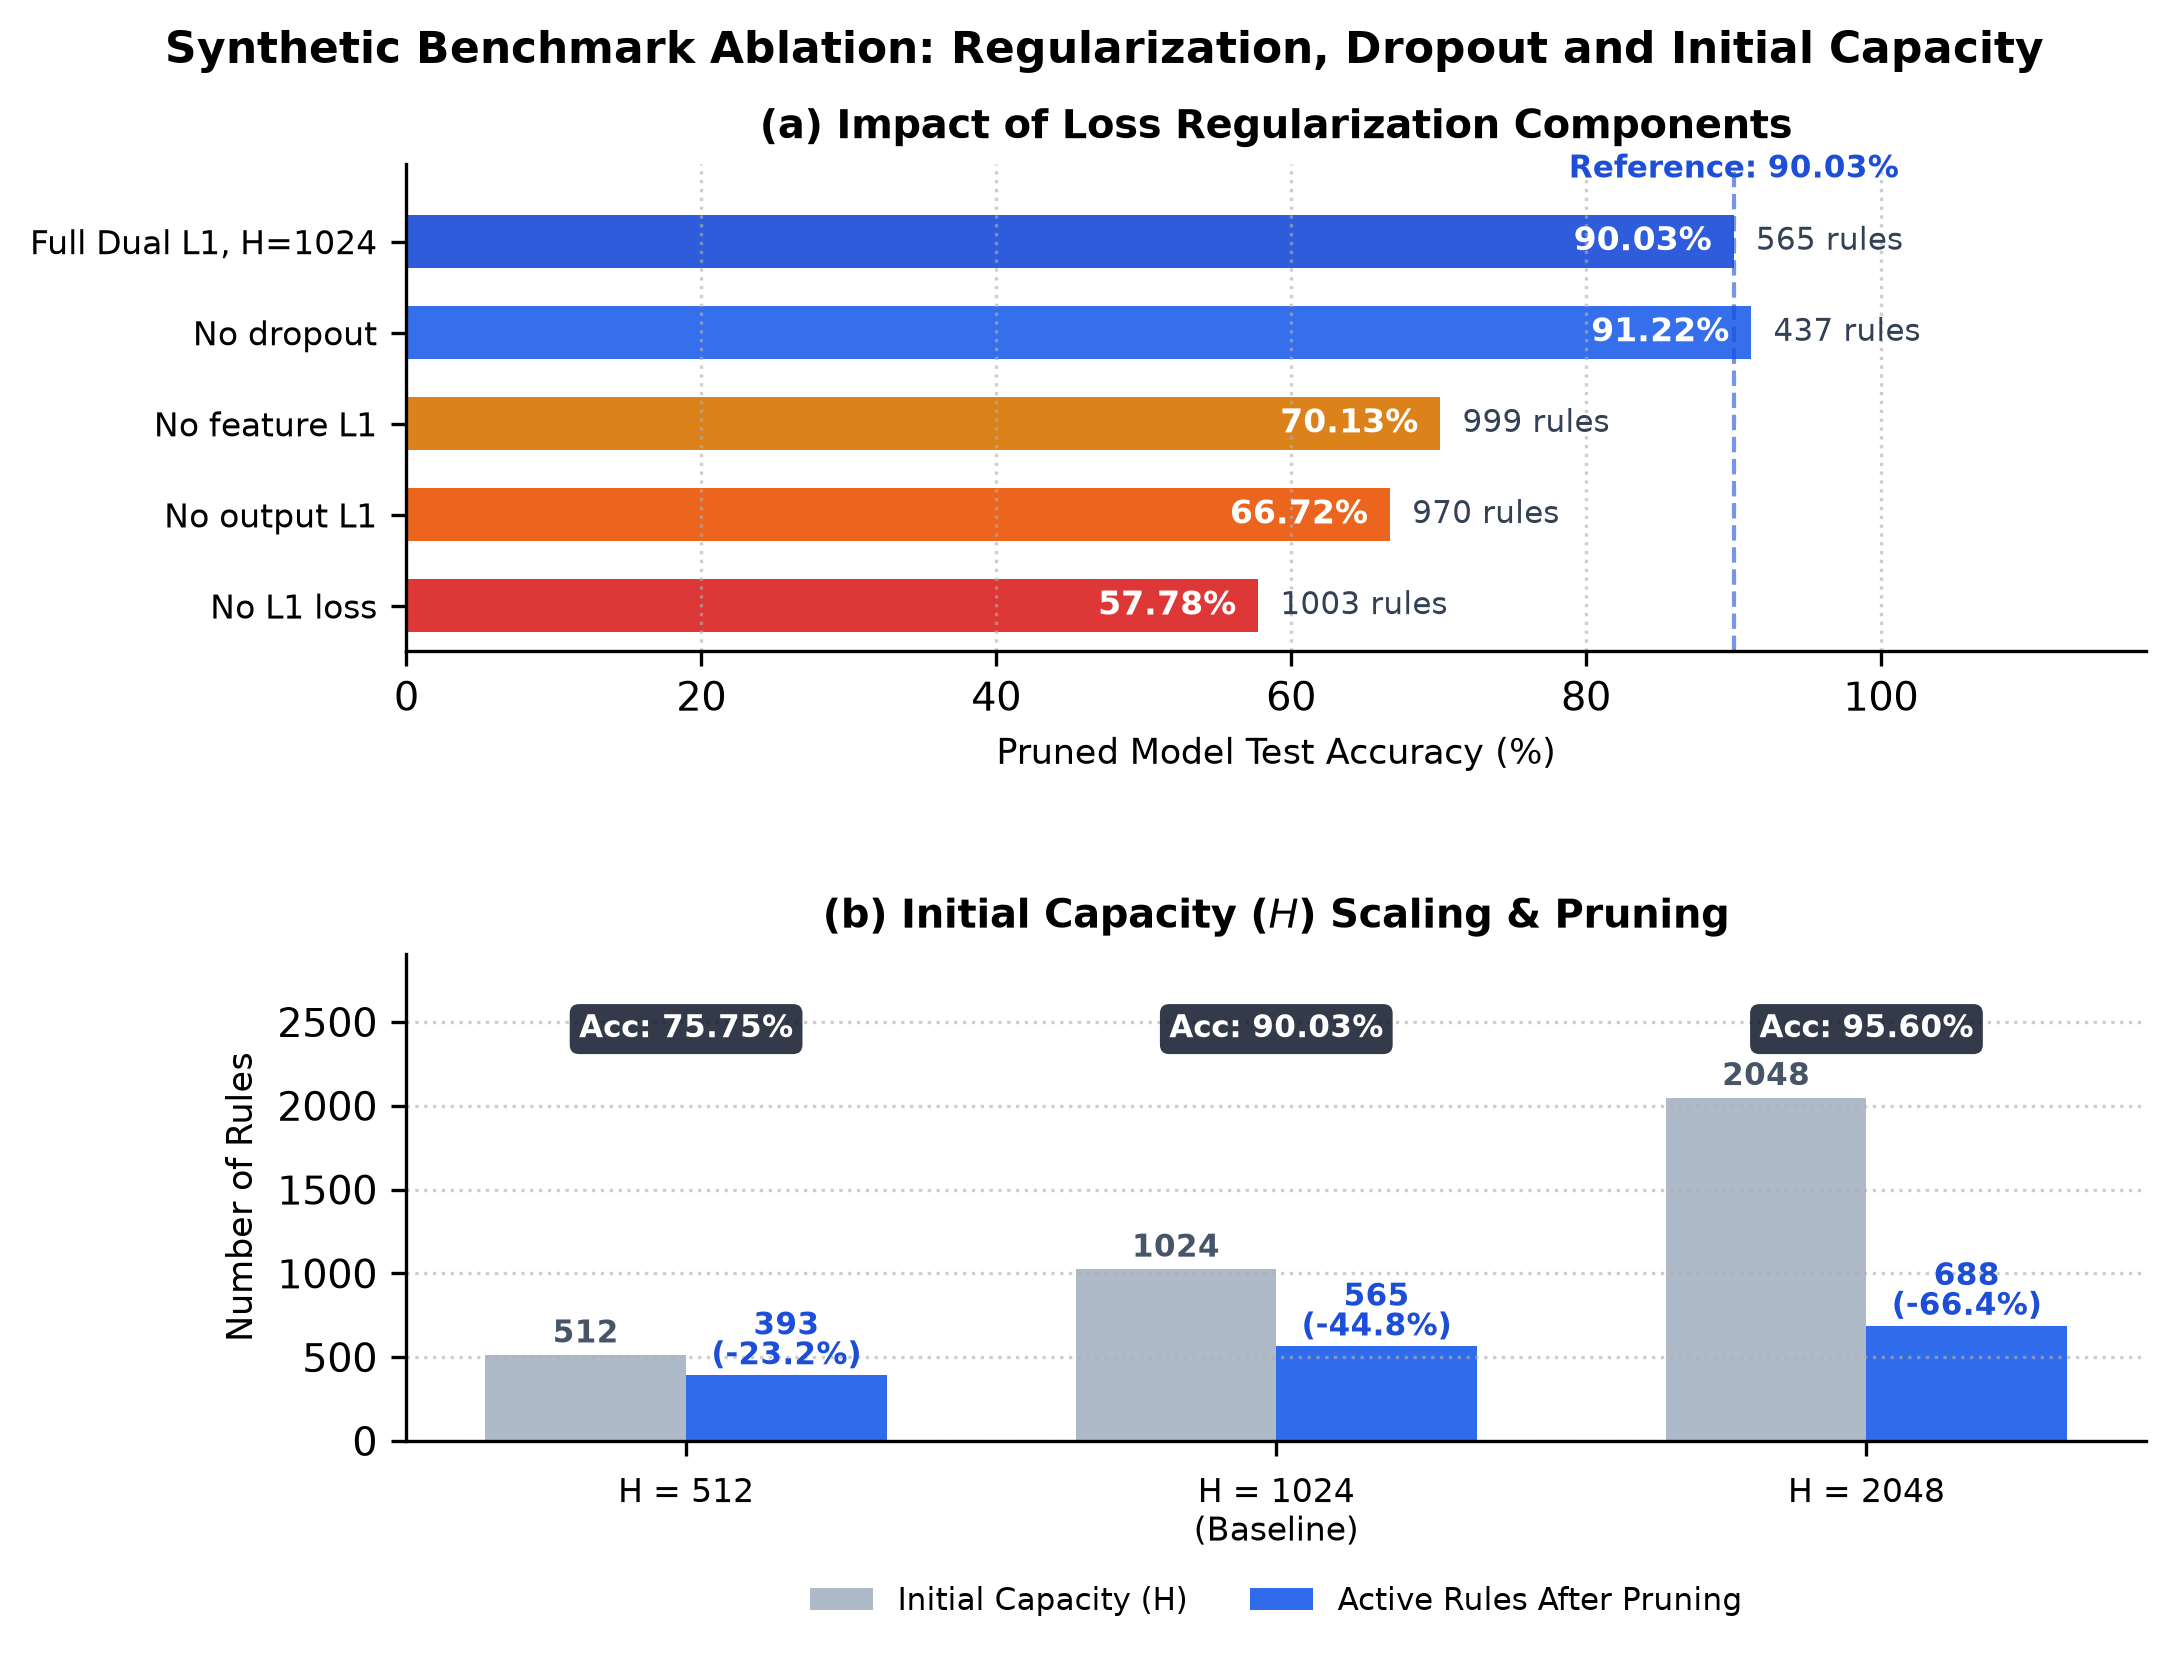 Synthetic Benchmark Ablation: Regularization, Dropout and Initial Capacity
(a) Impact of Loss Regularization Components
Reference: 90.03%
Full Dual L1, H=1024 90.03% 565 rules
No dropout 91.22% 437 rules
No feature L1 70.13% 999 rules
No output L1 66.72% 970 rules
No L1 loss 57.78% 1003 rules
0 20 40 60 80 100
Pruned Model Test Accuracy (%)
(b) Initial Capacity (H) Scaling & Pruning
Number of Rules
2500
2000
1500
1000
500
0
Acc: 75.75% Acc: 90.03% Acc: 95.60%
512
393
(-23.2%)
1024
565
(-44.8%)
2048
688
(-66.4%)
H = 512
H = 1024
(Baseline)
H = 2048
Initial Capacity (H)
Active Rules After Pruning